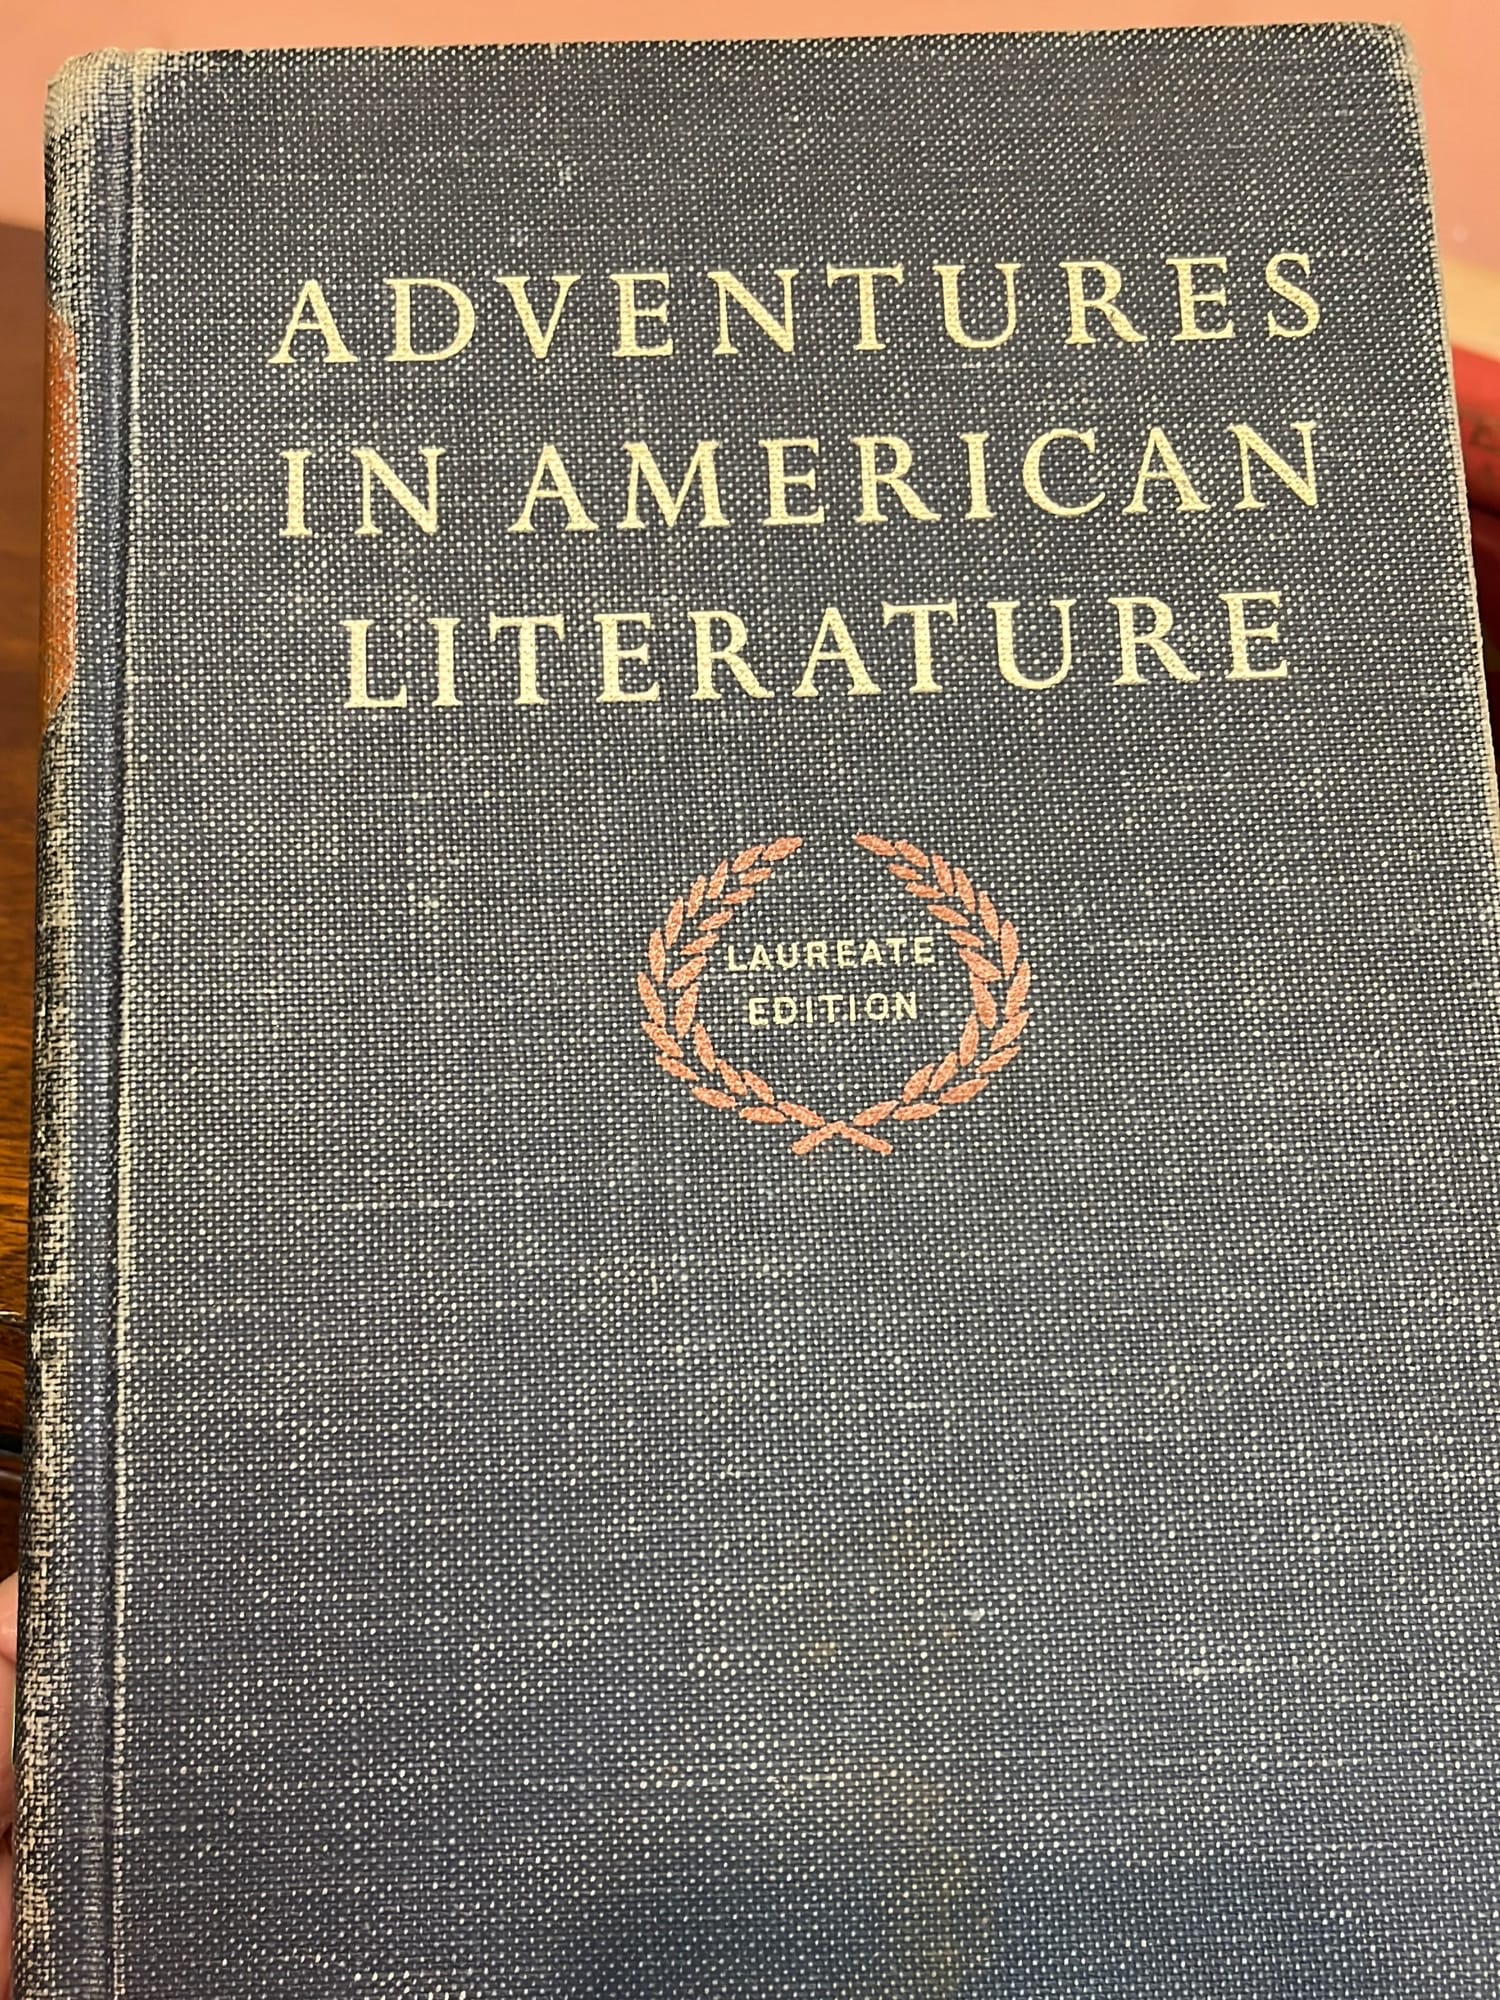 ADVENTURES
IN AMERICAN
LITERATURE
LAUREATE
EDITION